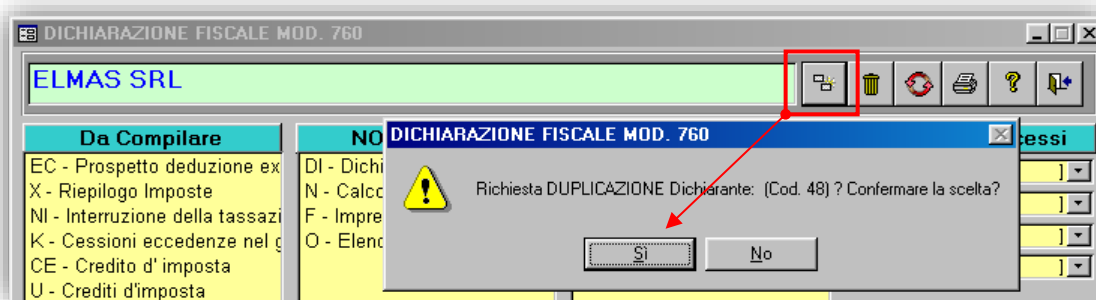 DICHIARAZIONE FISCALE MOD. 760
ELMAS SRL
?
Da Compilare
NO
cessi
EC - Prospetto deduzione ex
X - Riepilogo Imposte
NI - Interruzione della tassazi
K - Cessioni eccedenze nel g
CE - Credito d' imposta
U - Crediti d'imposta
DI - Dichi
N - Calco
F - Impre
O - Elenc
DICHIARAZIONE FISCALE MOD. 760
Richiesta DUPLICAZIONE Dichiarante: (Cod. 48) ? Confermare la scelta?
Sì
No
]
]
]
]